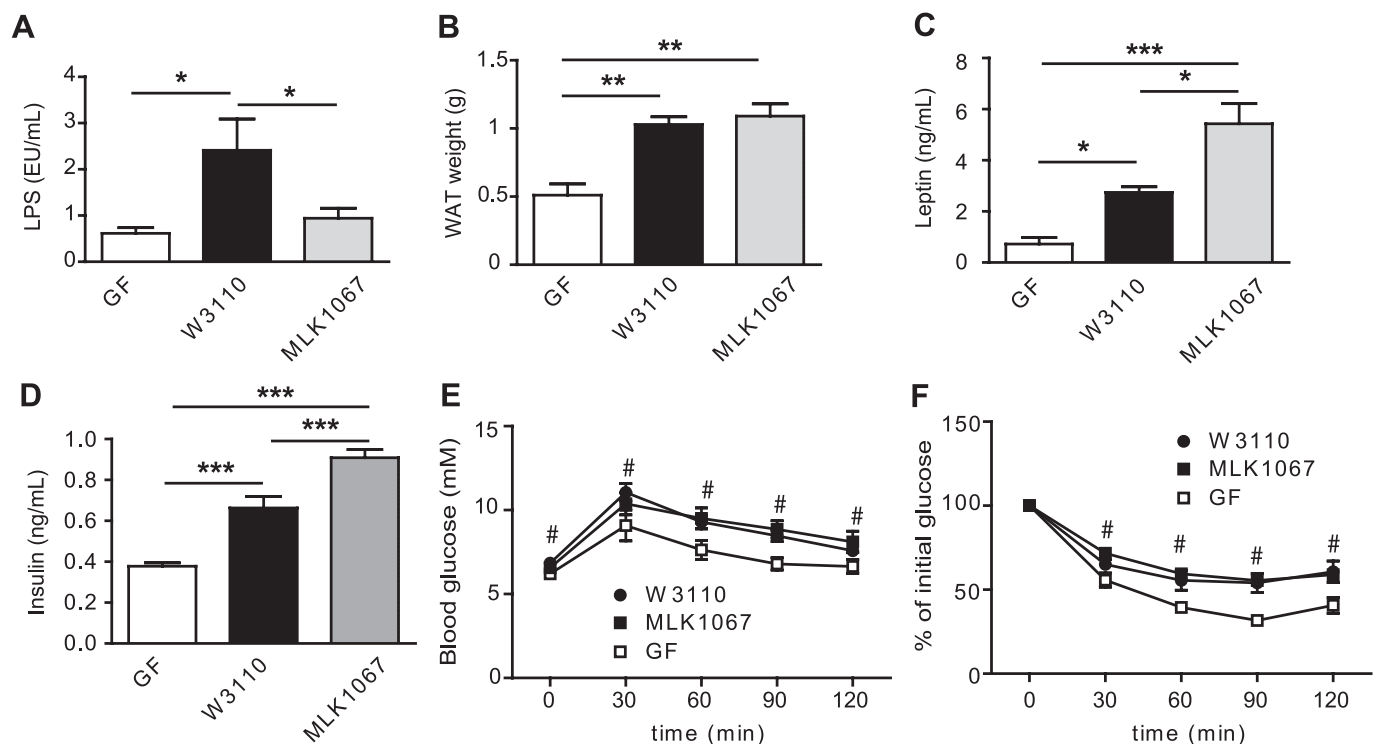 A
LPS (EU/mL)
4
3
2
1
0
*
*
GF
W3110
MLK1067
B
WAT weight (g)
1.5
1
0.5
0
**
**
GF
W3110
MLK1067
C
Leptin (ng/mL)
8
6
4
2
0
***
*
*
GF
W3110
MLK1067
D
Insulin (ng/mL)
1.0
0.8
0.6
0.4
0.2
0.0
***
***
***
GF
W3110
MLK1067
E
Blood glucose (mM)
15
10
5
0
# # # # #
W3110
MLK1067
GF
0 30 60 90 120
time (min)
F
% of initial glucose
150
100
50
0
W3110
MLK1067
GF
# # # #
0 30 60 90 120
time (min)